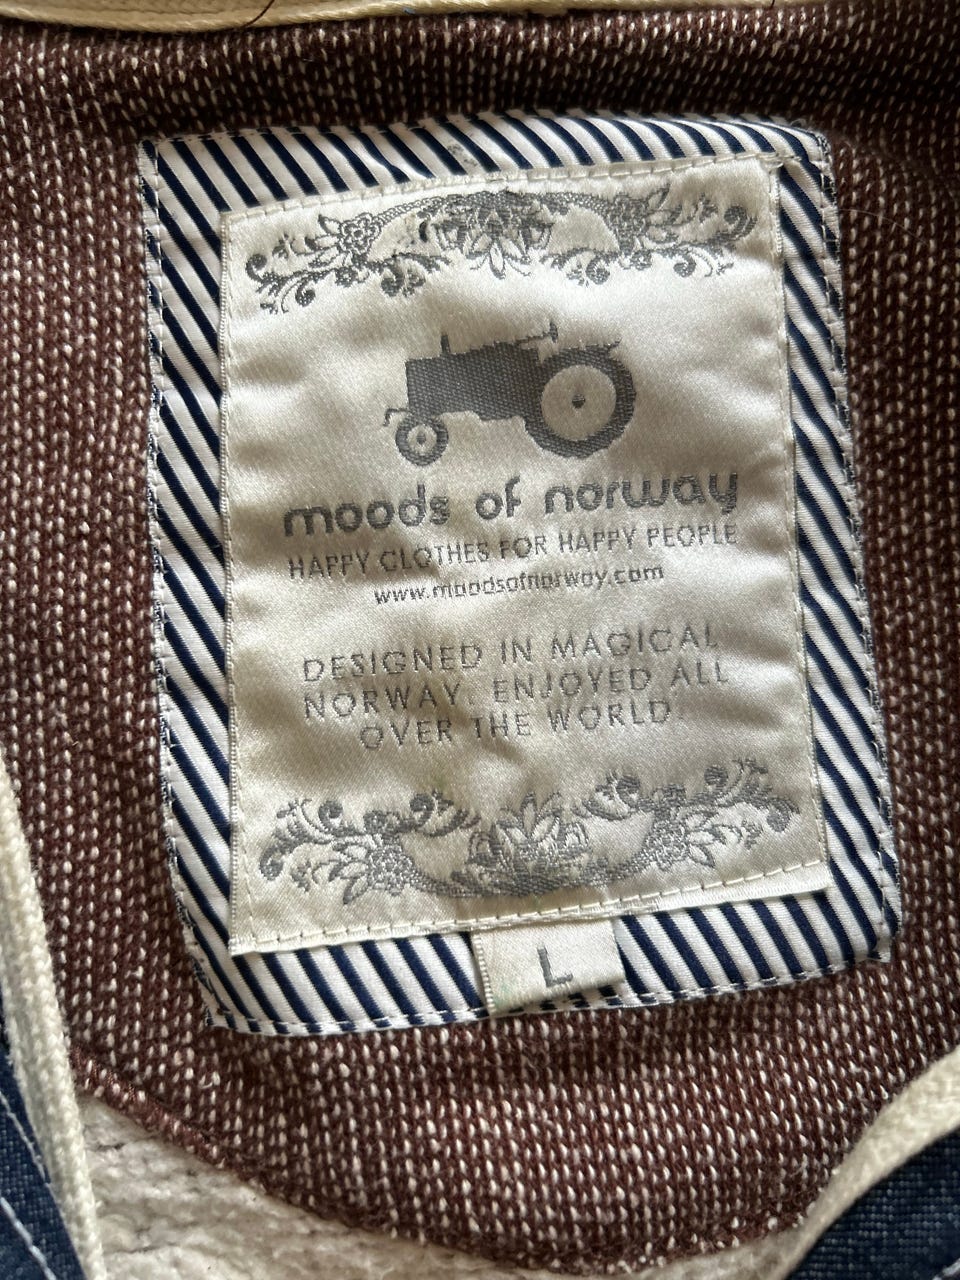 moods of norway
HAPPY CLOTHES FOR HAPPY PEOPLE
www.moodsofnorway.com
DESIGNED IN MAGICAL
NORWAY. ENJOYED ALL
OVER THE WORLD.
L